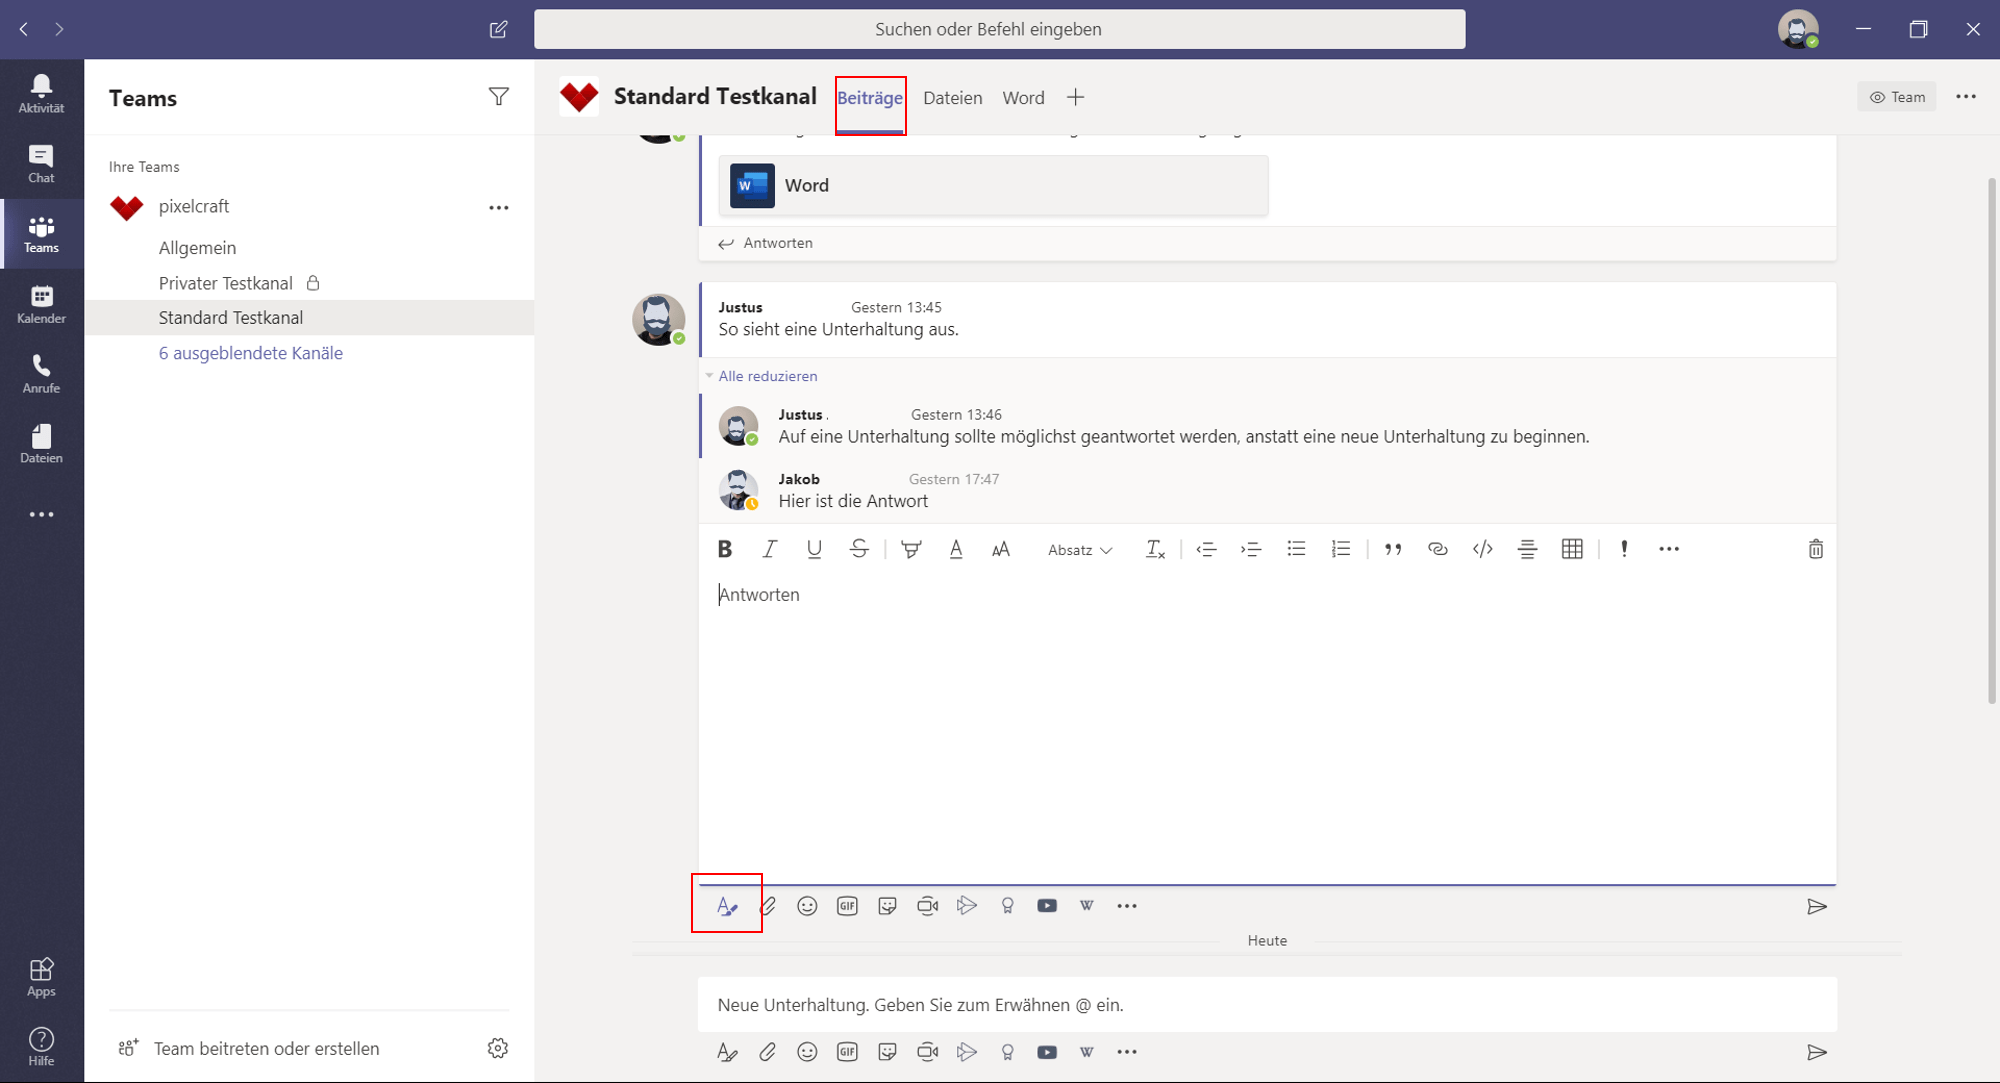 Suchen oder Befehl eingeben
Aktivität
Chat
Teams
Kalender
Anrufe
Dateien
Apps
Hilfe
Teams
Ihre Teams
pixelcraft
Allgemein
Privater Testkanal
Standard Testkanal
6 ausgeblendete Kanäle
Team beitreten oder erstellen
Standard Testkanal Beiträge Dateien Word
Team
Word
Antworten
Justus Gestern 13:45
So sieht eine Unterhaltung aus.
Alle reduzieren
Justus . Gestern 13:46
Auf eine Unterhaltung sollte möglichst geantwortet werden, anstatt eine neue Unterhaltung zu beginnen.
Jakob Gestern 17:47
Hier ist die Antwort
Absatz
Antworten
GIF
Heute
Neue Unterhaltung. Geben Sie zum Erwähnen @ ein.
GIF